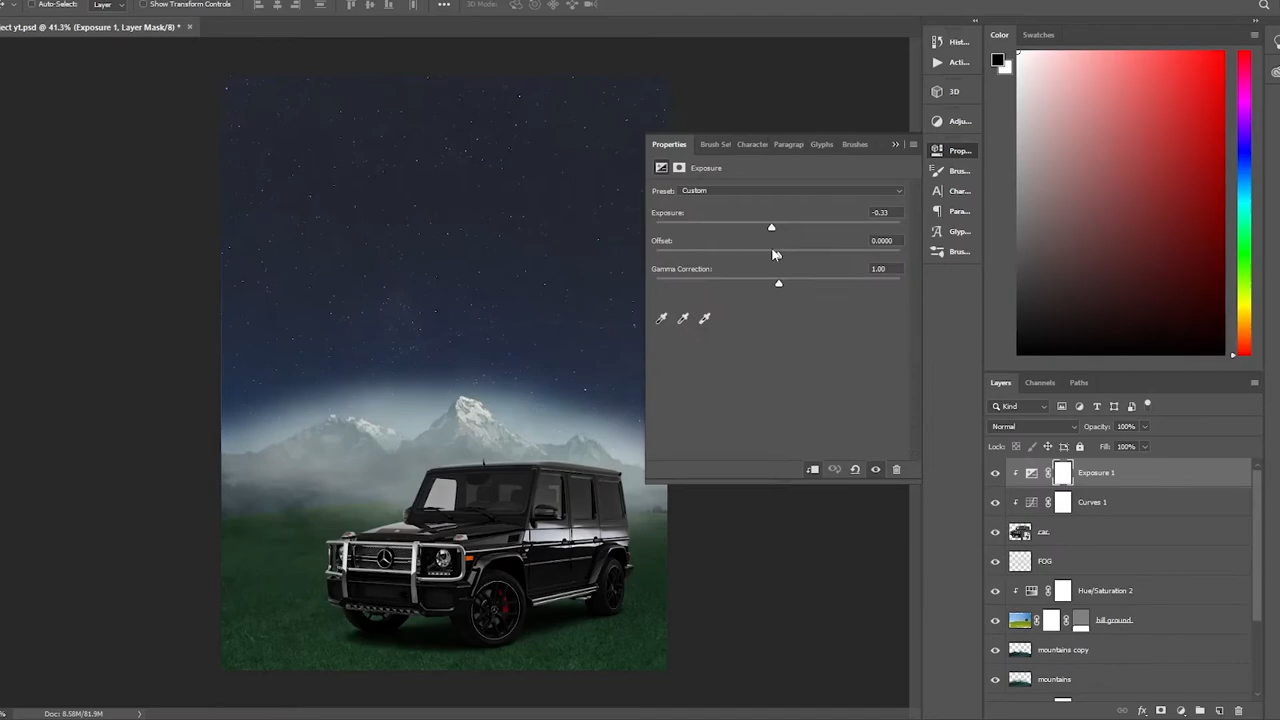 Auto-Select: Layer Show Transform Controls 3D Mode:
ject yt.psd @ 41.3% (Exposure 1, Layer Mask/8) * ×
Hist...
Acti...
3D
Adju...
Prop...
Brus...
Char...
Para...
Glyp...
Brus...
Color Swatches
Properties Brush Set Character Paragrap Glyphs Brushes
Exposure
Preset: Custom
Exposure: -0.33
Offset: 0.0000
Gamma Correction: 1.00
Layers Channels Paths
Kind
Normal Opacity: 100%
Lock: Fill: 100%
Exposure 1
Curves 1
car
FOG
Hue/Saturation 2
hill ground
mountains copy
mountains
fx
% Doc: 8.58M/81.9M